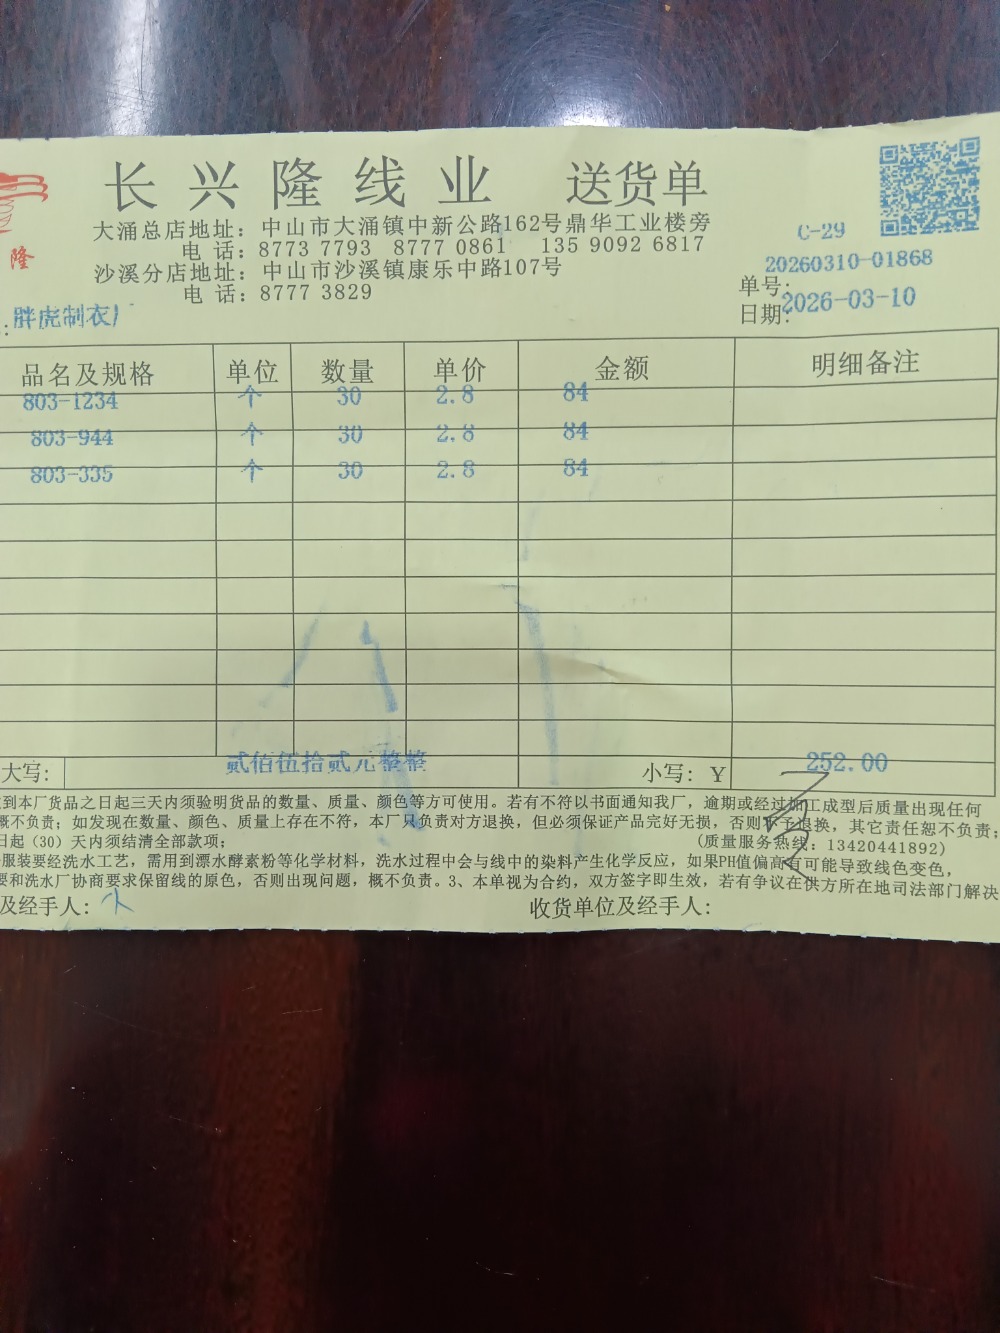 长兴隆线业 送货单
隆
大涌总店地址：中山市大涌镇中新公路162号鼎华工业楼旁
电 话：8773 7793 8777 0861 135 9092 6817
沙溪分店地址：中山市沙溪镇康乐中路107号
电 话：8777 3829
C-29
20260310-01868
单号:
日期: 2026-03-10
: 胖虎制衣厂
品名及规格 单位 数量 单价 金额 明细备注
803-1234 个 30 2.8 84
803-944 个 30 2.8 84
803-335 个 30 2.8 84
大写: 贰佰伍拾贰元整整 小写: ￥ 252.00
到本厂货品之日起三天内须验明货品的数量、质量、颜色等方可使用。若有不符以书面通知我厂，逾期或经过加工成型后质量出现任何
概不负责；如发现在数量、颜色、质量上存在不符，本厂只负责对方退换，但必须保证产品完好无损，否则不予退换，其它责任恕不负责；
日起（30）天内须结清全部款项； (质量服务热线：13420441892)
服装要经洗水工艺，需用到漂水酵素粉等化学材料，洗水过程中会与线中的染料产生化学反应，如果PH值偏高有可能导致线色变色，
要和洗水厂协商要求保留线的原色，否则出现问题，概不负责。3、本单视为合约，双方签字即生效，若有争议在供方所在地司法部门解决
及经手人: 收货单位及经手人: